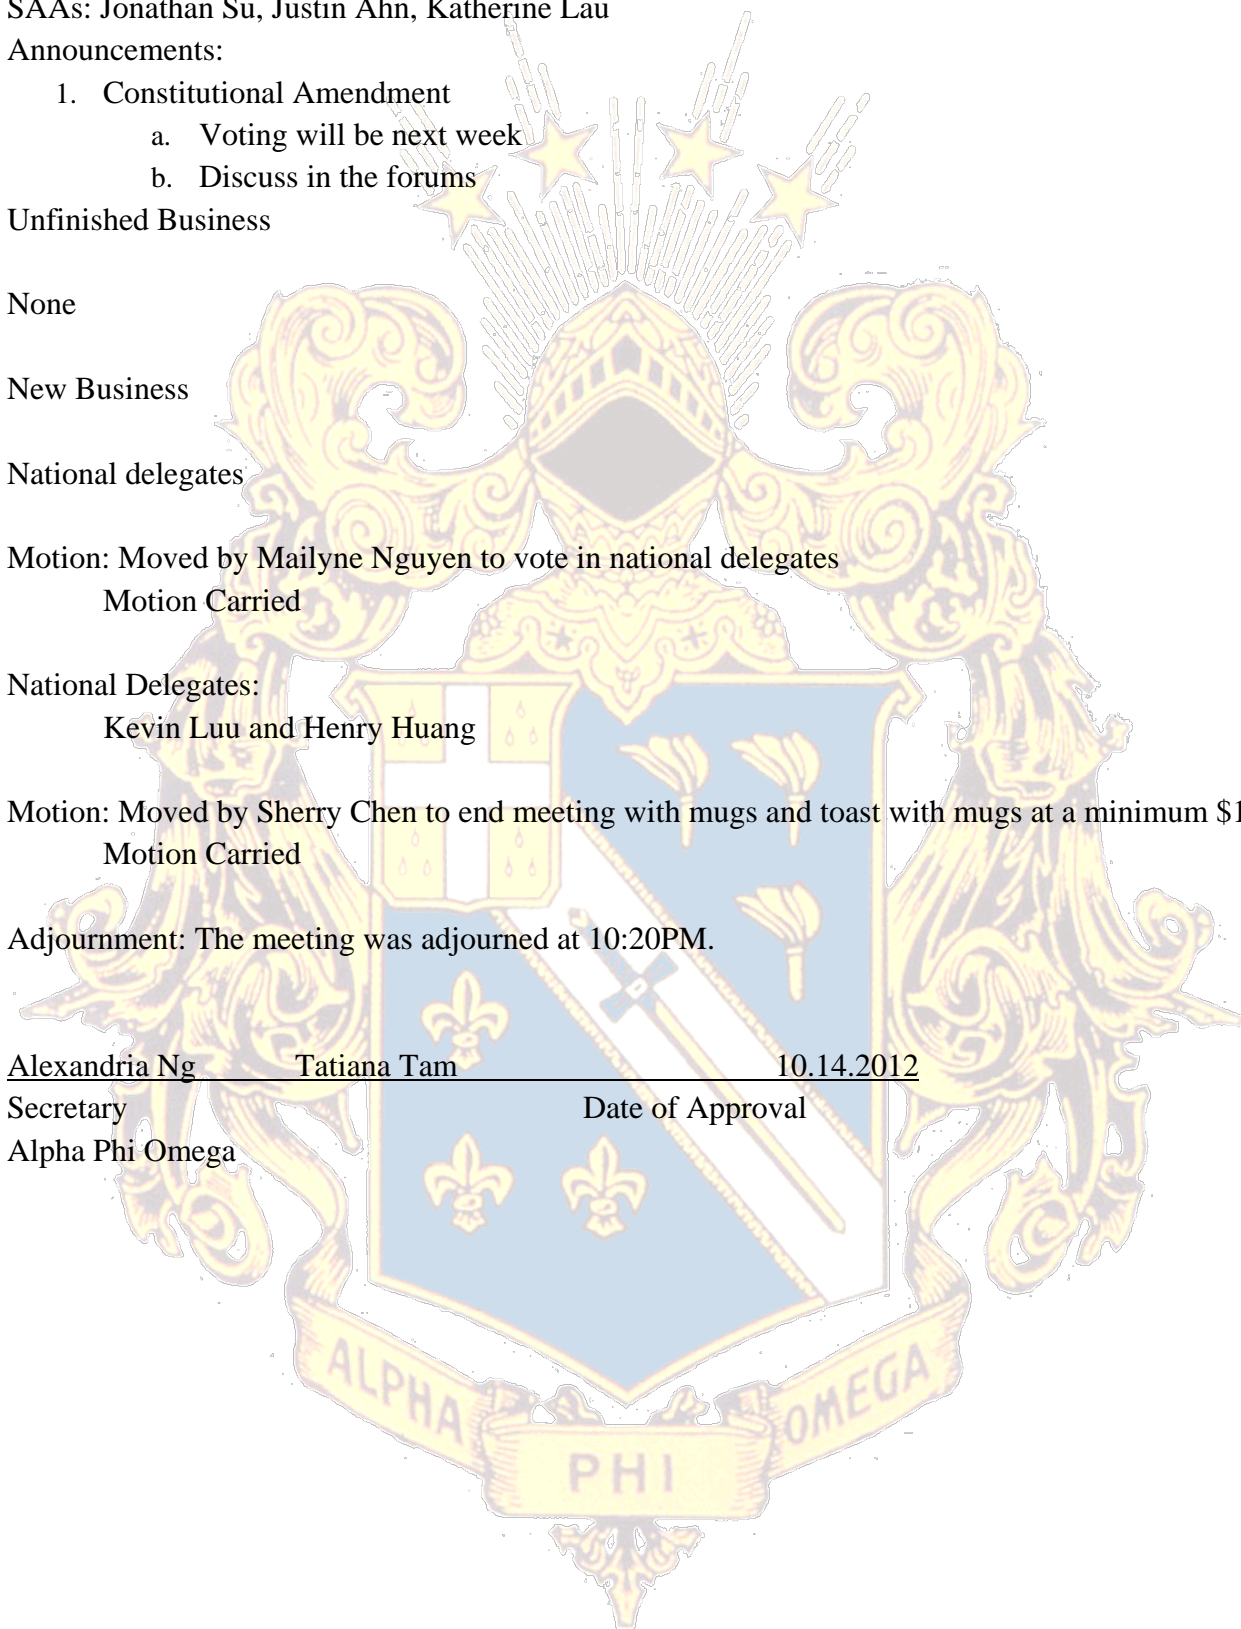 SAAs: Jonathan Su, Justin Ahn, Katherine Lau
Announcements:
1. Constitutional Amendment
a. Voting will be next week
b. Discuss in the forums
Unfinished Business
None
New Business
National delegates
Motion: Moved by Mailyne Nguyen to vote in national delegates
Motion Carried
National Delegates:
Kevin Luu and Henry Huang
Motion: Moved by Sherry Chen to end meeting with mugs and toast with mugs at a minimum $1
Motion Carried
Adjournment: The meeting was adjourned at 10:20PM.
Alexandria Ng Tatiana Tam 10.14.2012
Secretary Date of Approval
Alpha Phi Omega
ALPHA PHI OMEGA